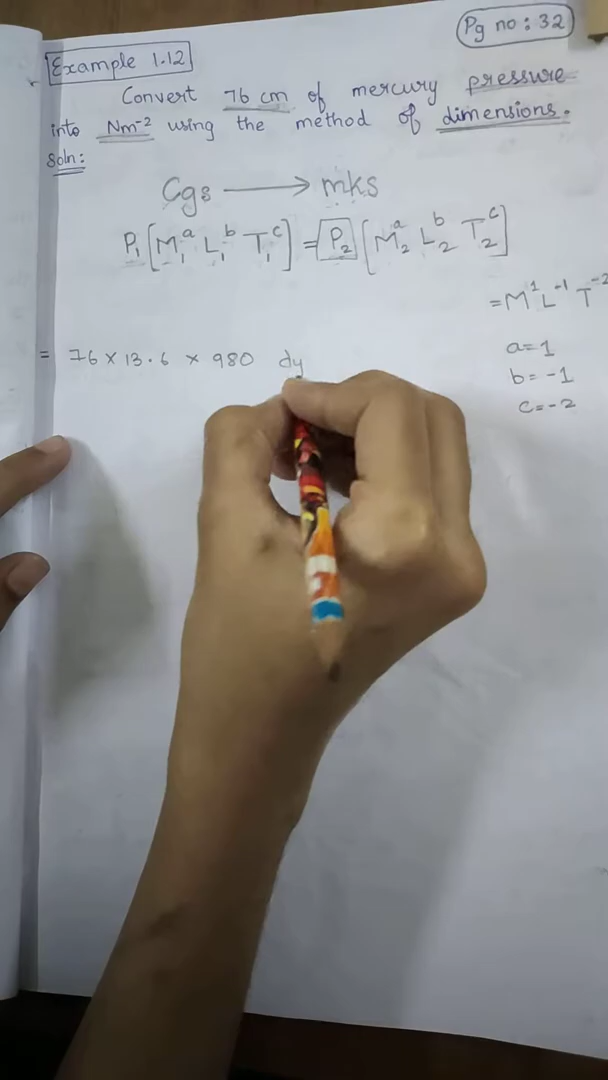 Pg no: 32
Example 1.12
Convert 76 cm of mercury pressure
into Nm⁻² using the method of dimensions.
Soln:
Cgs ⟶ mks
P₁[M₁ᵃ L₁ᵇ T₁ᶜ] = P₂ [M₂ᵃ L₂ᵇ T₂ᶜ]
= M¹ L⁻¹ T⁻²
= 76 × 13.6 × 980 dy
a=1
b=-1
c=-2